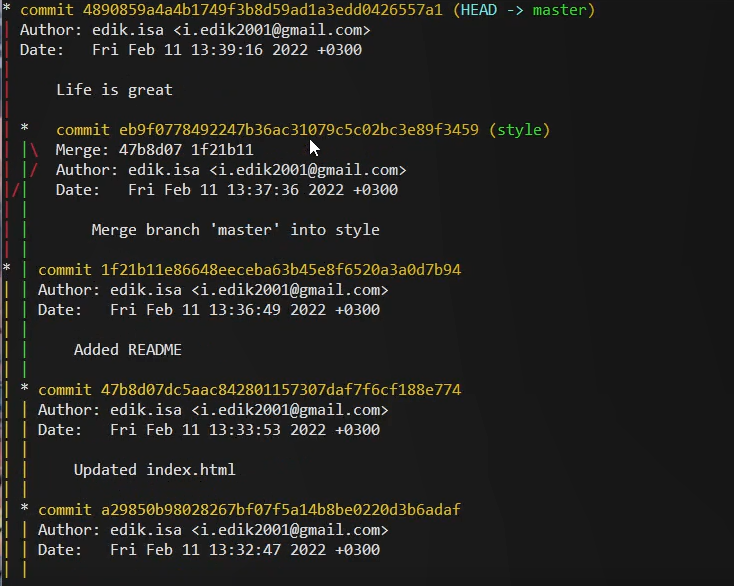 * commit 4890859a4a4b1749f3b8d59ad1a3edd0426557a1 (HEAD -> master)
| Author: edik.isa <i.edik2001@gmail.com>
| Date:   Fri Feb 11 13:39:16 2022 +0300
|
|     Life is great
|
| *   commit eb9f0778492247b36ac31079c5c02bc3e89f3459 (style)
| |\  Merge: 47b8d07 1f21b11
| |/  Author: edik.isa <i.edik2001@gmail.com>
|/|   Date:   Fri Feb 11 13:37:36 2022 +0300
| |
| |       Merge branch 'master' into style
| |
* | commit 1f21b11e86648eeceba63b45e8f6520a3a0d7b94
| | Author: edik.isa <i.edik2001@gmail.com>
| | Date:   Fri Feb 11 13:36:49 2022 +0300
| |
| |     Added README
| |
| * commit 47b8d07dc5aac842801157307daf7f6cf188e774
| | Author: edik.isa <i.edik2001@gmail.com>
| | Date:   Fri Feb 11 13:33:53 2022 +0300
| |
| |     Updated index.html
| |
| * commit a29850b98028267bf07f5a14b8be0220d3b6adaf
| | Author: edik.isa <i.edik2001@gmail.com>
| | Date:   Fri Feb 11 13:32:47 2022 +0300
| |